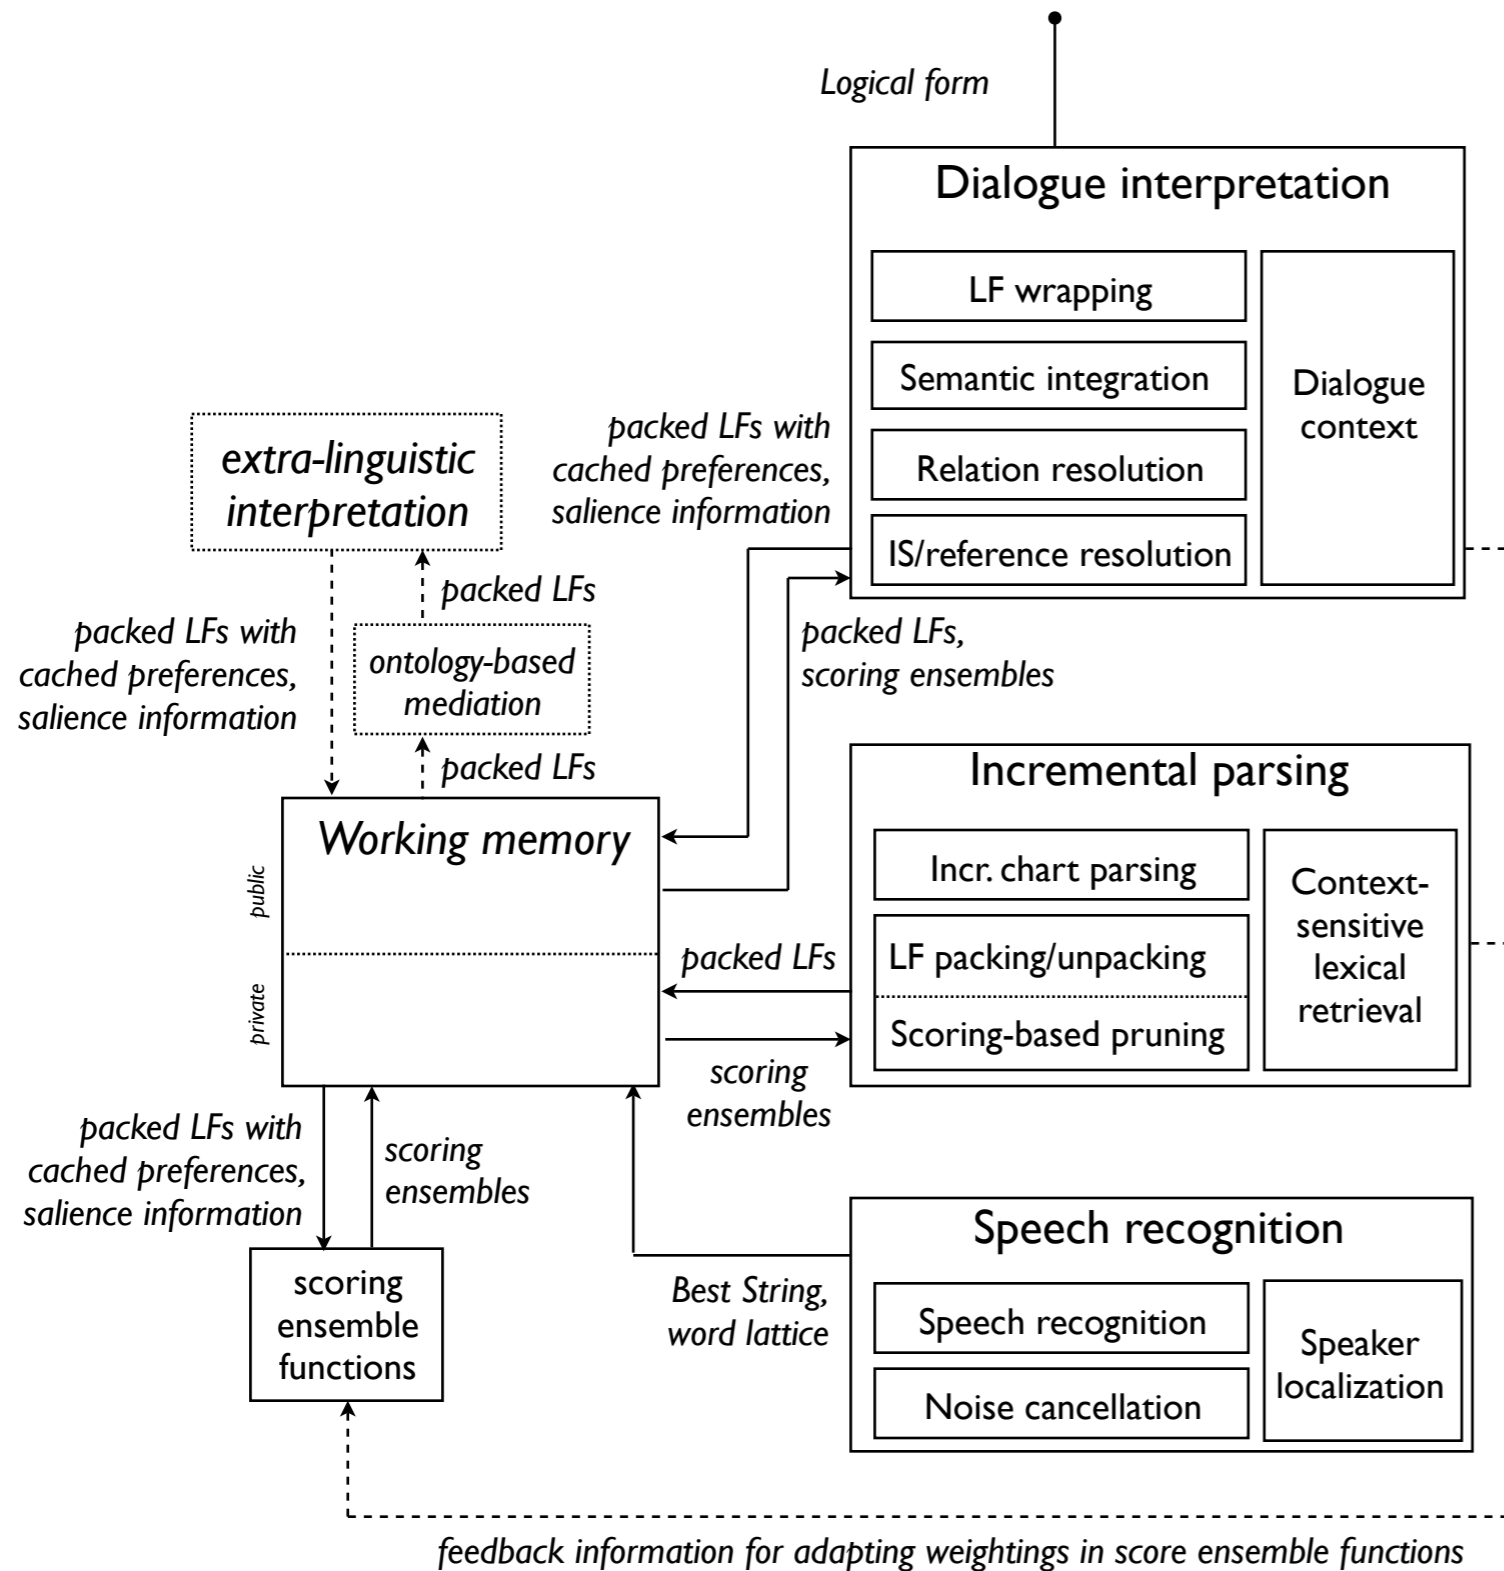 Logical form
Dialogue interpretation
LF wrapping
Semantic integration
Relation resolution
IS/reference resolution
Dialogue
context
packed LFs with
cached preferences,
salience information
extra-linguistic
interpretation
packed LFs
packed LFs with
cached preferences,
salience information
ontology-based
mediation
packed LFs
packed LFs,
scoring ensembles
Working memory
public
private
Incremental parsing
Incr. chart parsing
LF packing/unpacking
Scoring-based pruning
Context-
sensitive
lexical
retrieval
packed LFs
scoring
ensembles
packed LFs with
cached preferences,
salience information
scoring
ensembles
scoring
ensemble
functions
Best String,
word lattice
Speech recognition
Speech recognition
Noise cancellation
Speaker
localization
feedback information for adapting weightings in score ensemble functions